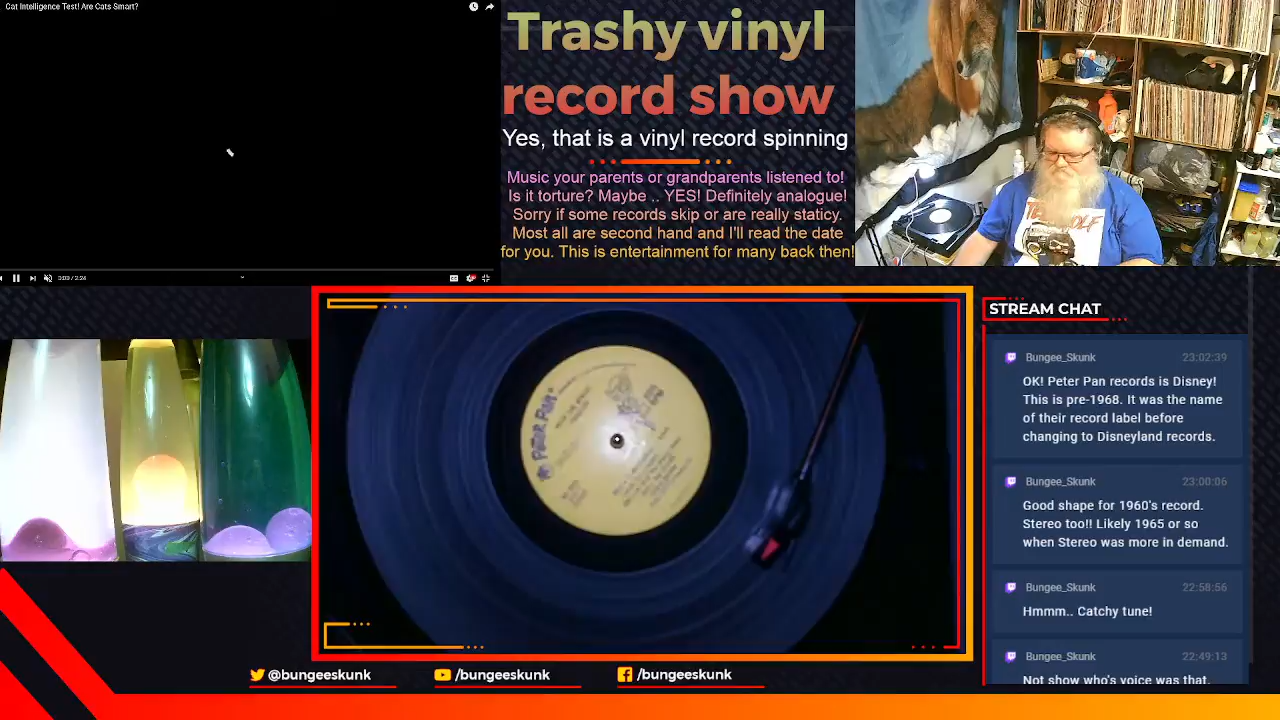 Cat Intelligence Test! Are Cats Smart?
0:00 / 2:24
Trashy vinyl
record show
Yes, that is a vinyl record spinning
Music your parents or grandparents listened to!
Is it torture? Maybe .. YES! Definitely analogue!
Sorry if some records skip or are really staticy.
Most all are second hand and I'll read the date
for you. This is entertainment for many back then!
PETER PAN
STREAM CHAT
Bungee_Skunk 23:02:39
OK! Peter Pan records is Disney!
This is pre-1968. It was the name
of their record label before
changing to Disneyland records.
Bungee_Skunk 23:00:06
Good shape for 1960's record.
Stereo too!! Likely 1965 or so
when Stereo was more in demand.
Bungee_Skunk 22:58:56
Hmmm.. Catchy tune!
Bungee_Skunk 22:49:13
Not show who's voice was that.
@bungeeskunk
/bungeeskunk
/bungeeskunk